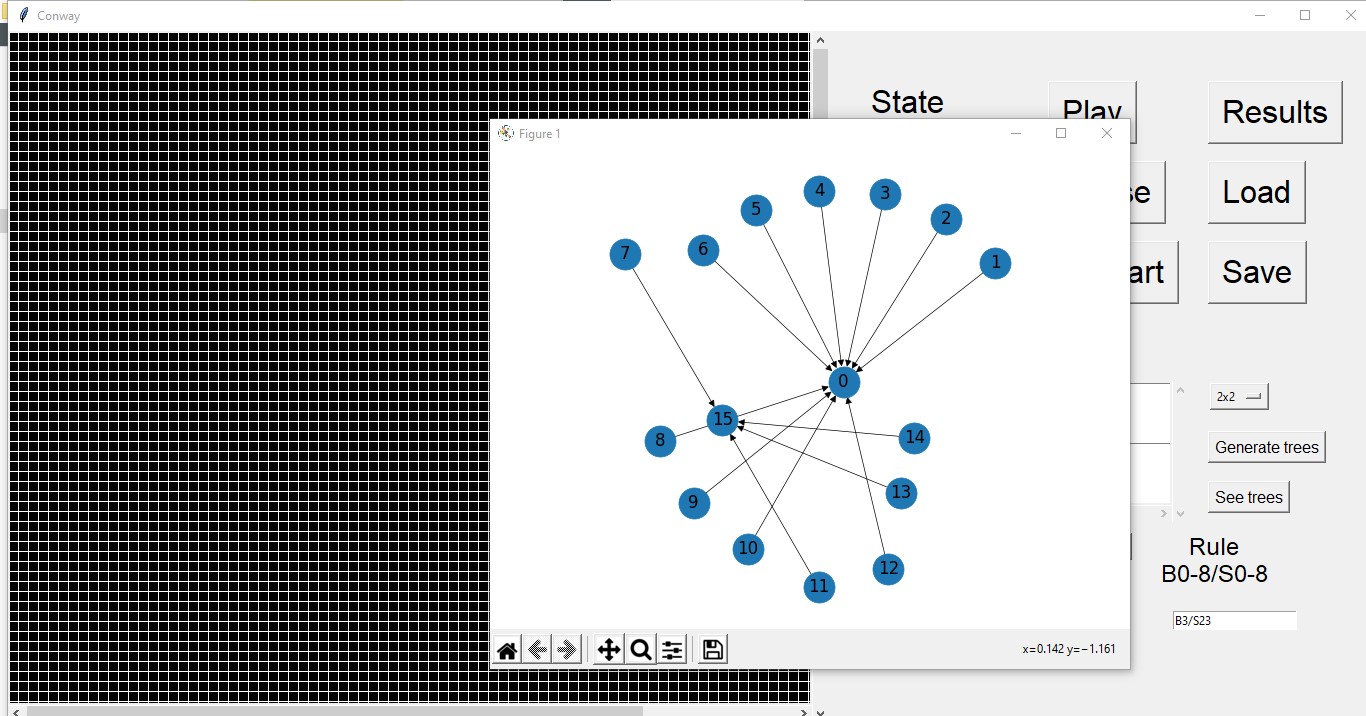 Conway
State
Play
Results
Figure 1
se
Load
art
Save
4
3
5
2
7
6
1
0
15
14
8
13
9
10
12
11
2x2
Generate trees
See trees
Rule
B0-8/S0-8
B3/S23
x=0.142 y=−1.161